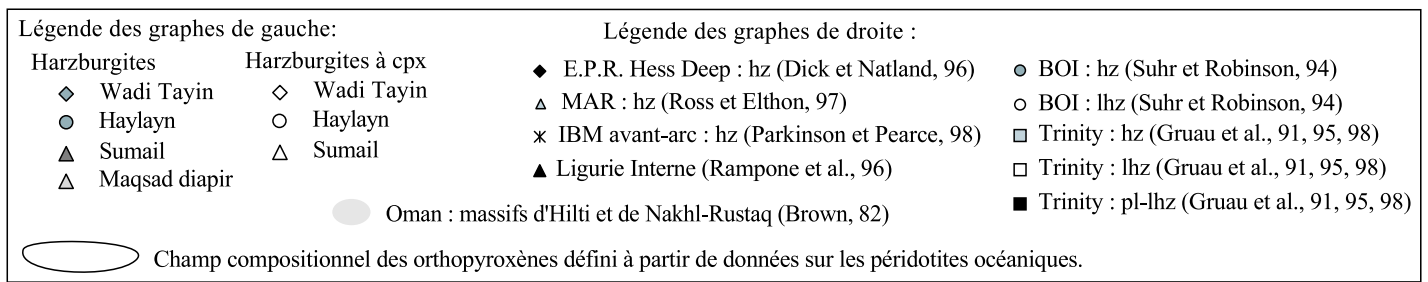 Légende des graphes de gauche:
Harzburgites
Wadi Tayin
Haylayn
Sumail
Maqsad diapir
Harzburgites à cpx
Wadi Tayin
Haylayn
Sumail
Légende des graphes de droite :
E.P.R. Hess Deep : hz (Dick et Natland, 96)
MAR : hz (Ross et Elthon, 97)
IBM avant-arc : hz (Parkinson et Pearce, 98)
Ligurie Interne (Rampone et al., 96)
BOI : hz (Suhr et Robinson, 94)
BOI : lhz (Suhr et Robinson, 94)
Trinity : hz (Gruau et al., 91, 95, 98)
Trinity : lhz (Gruau et al., 91, 95, 98)
Trinity : pl-lhz (Gruau et al., 91, 95, 98)
Oman : massifs d'Hilti et de Nakhl-Rustaq (Brown, 82)
Champ compositionnel des orthopyroxènes défini à partir de données sur les péridotites océaniques.